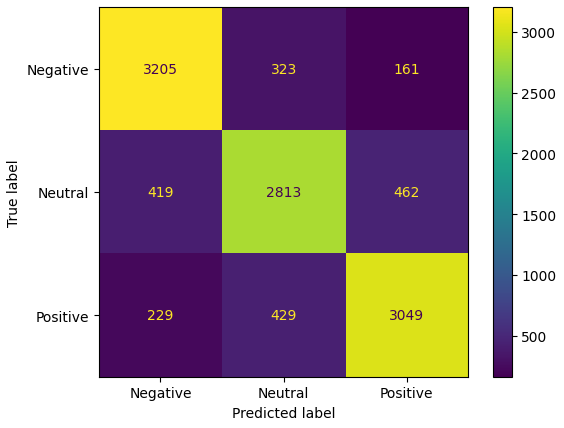 3000
Negative 3205 323 161
2500
2000
True label
Neutral 419 2813 462
1500
1000
Positive 229 429 3049
500
Negative Neutral Positive
Predicted label